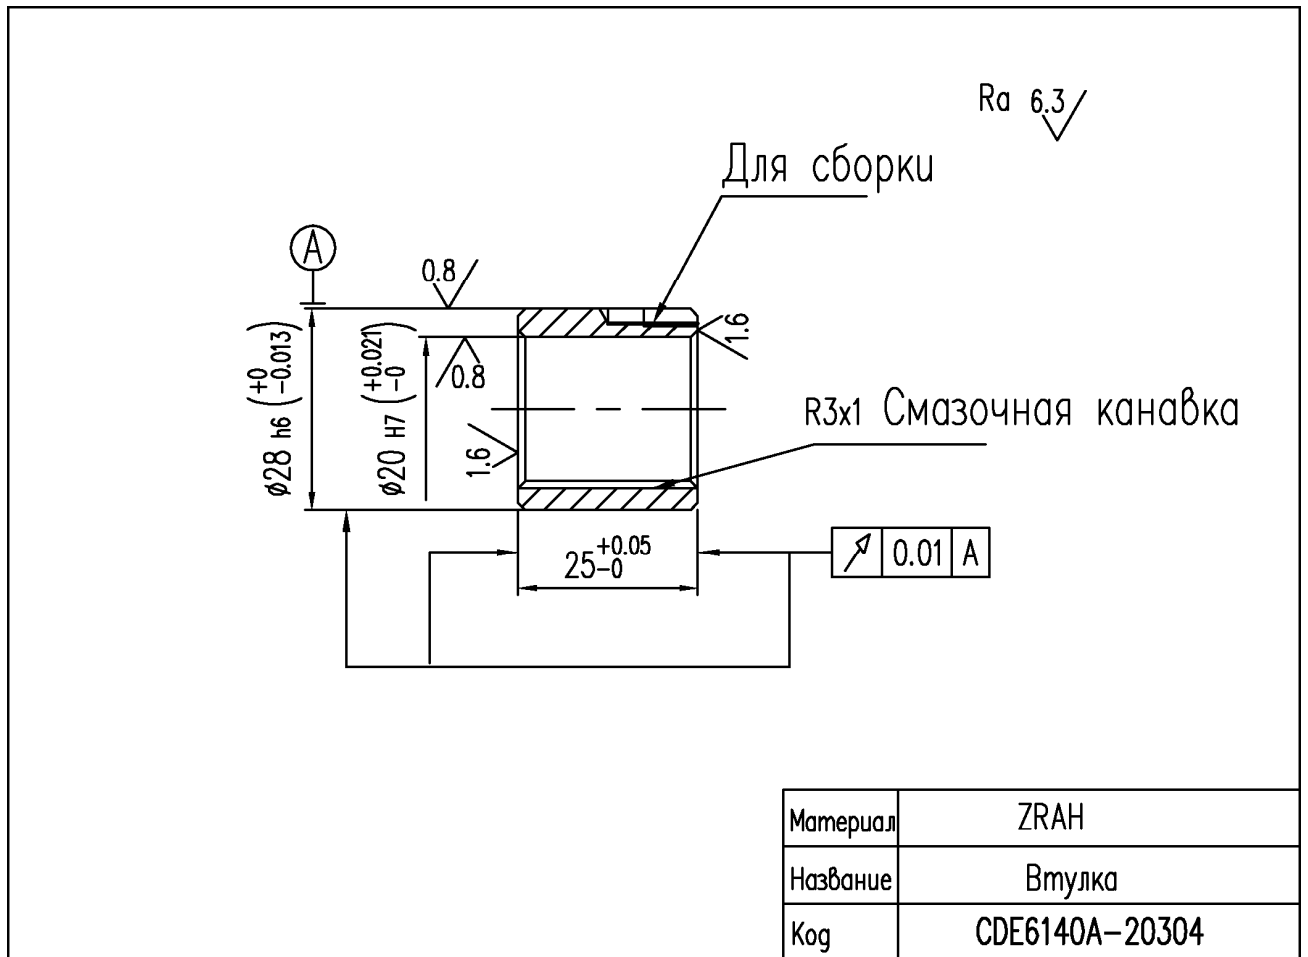 Ra 6.3
Для сборки
A
0.8
1.6
ø28 h6 (+0 -0.013)
ø20 H7 (+0.021 -0)
0.8
R3x1 Смазочная канавка
1.6
25 +0.05 -0
0.01 A
Материал ZRAH
Название Втулка
Код CDE6140A-20304